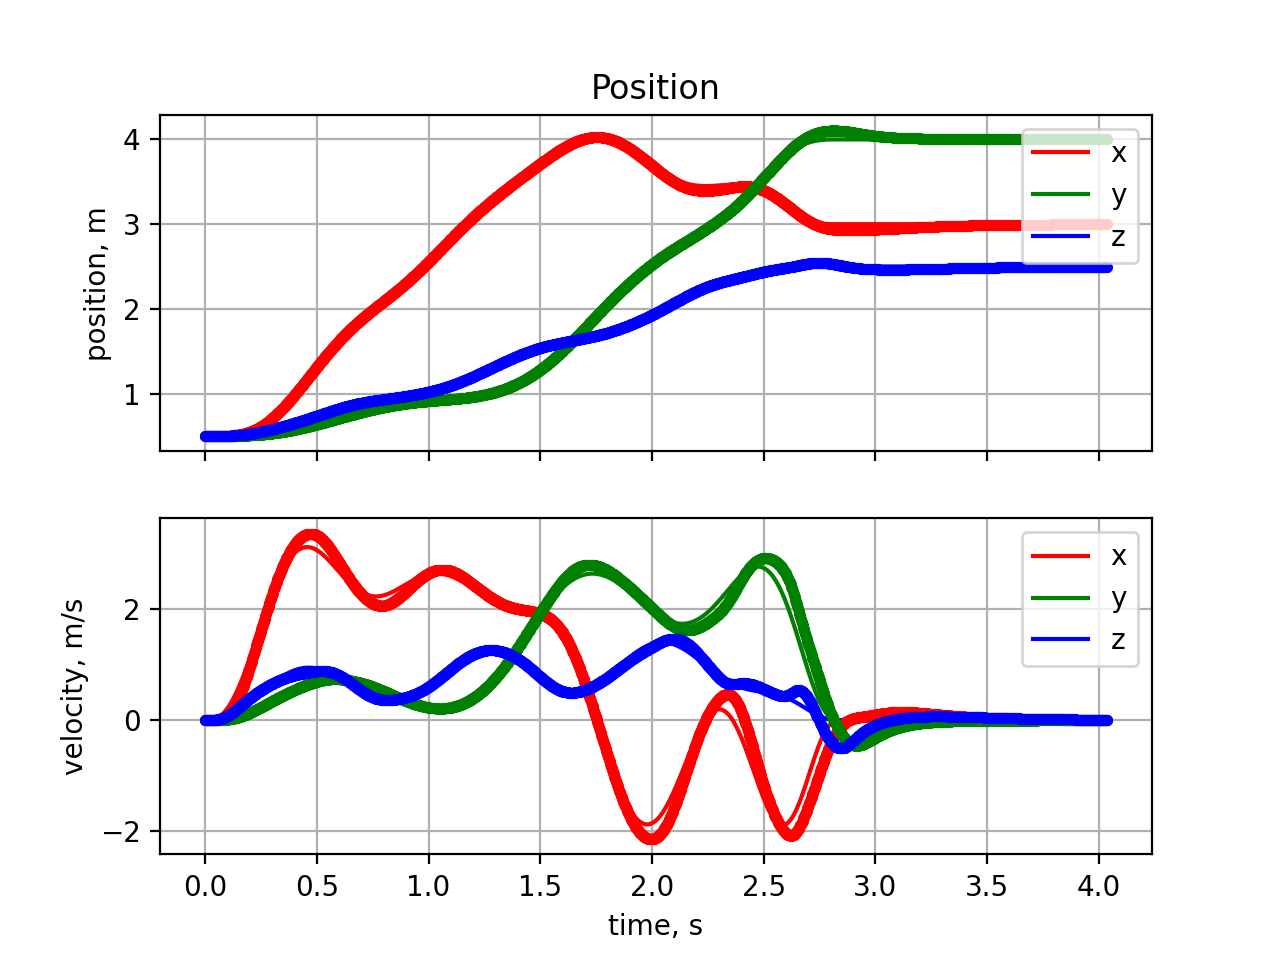 Position
position, m
4
3
2
1
x
y
z
velocity, m/s
2
0
−2
x
y
z
0.0 0.5 1.0 1.5 2.0 2.5 3.0 3.5 4.0
time, s